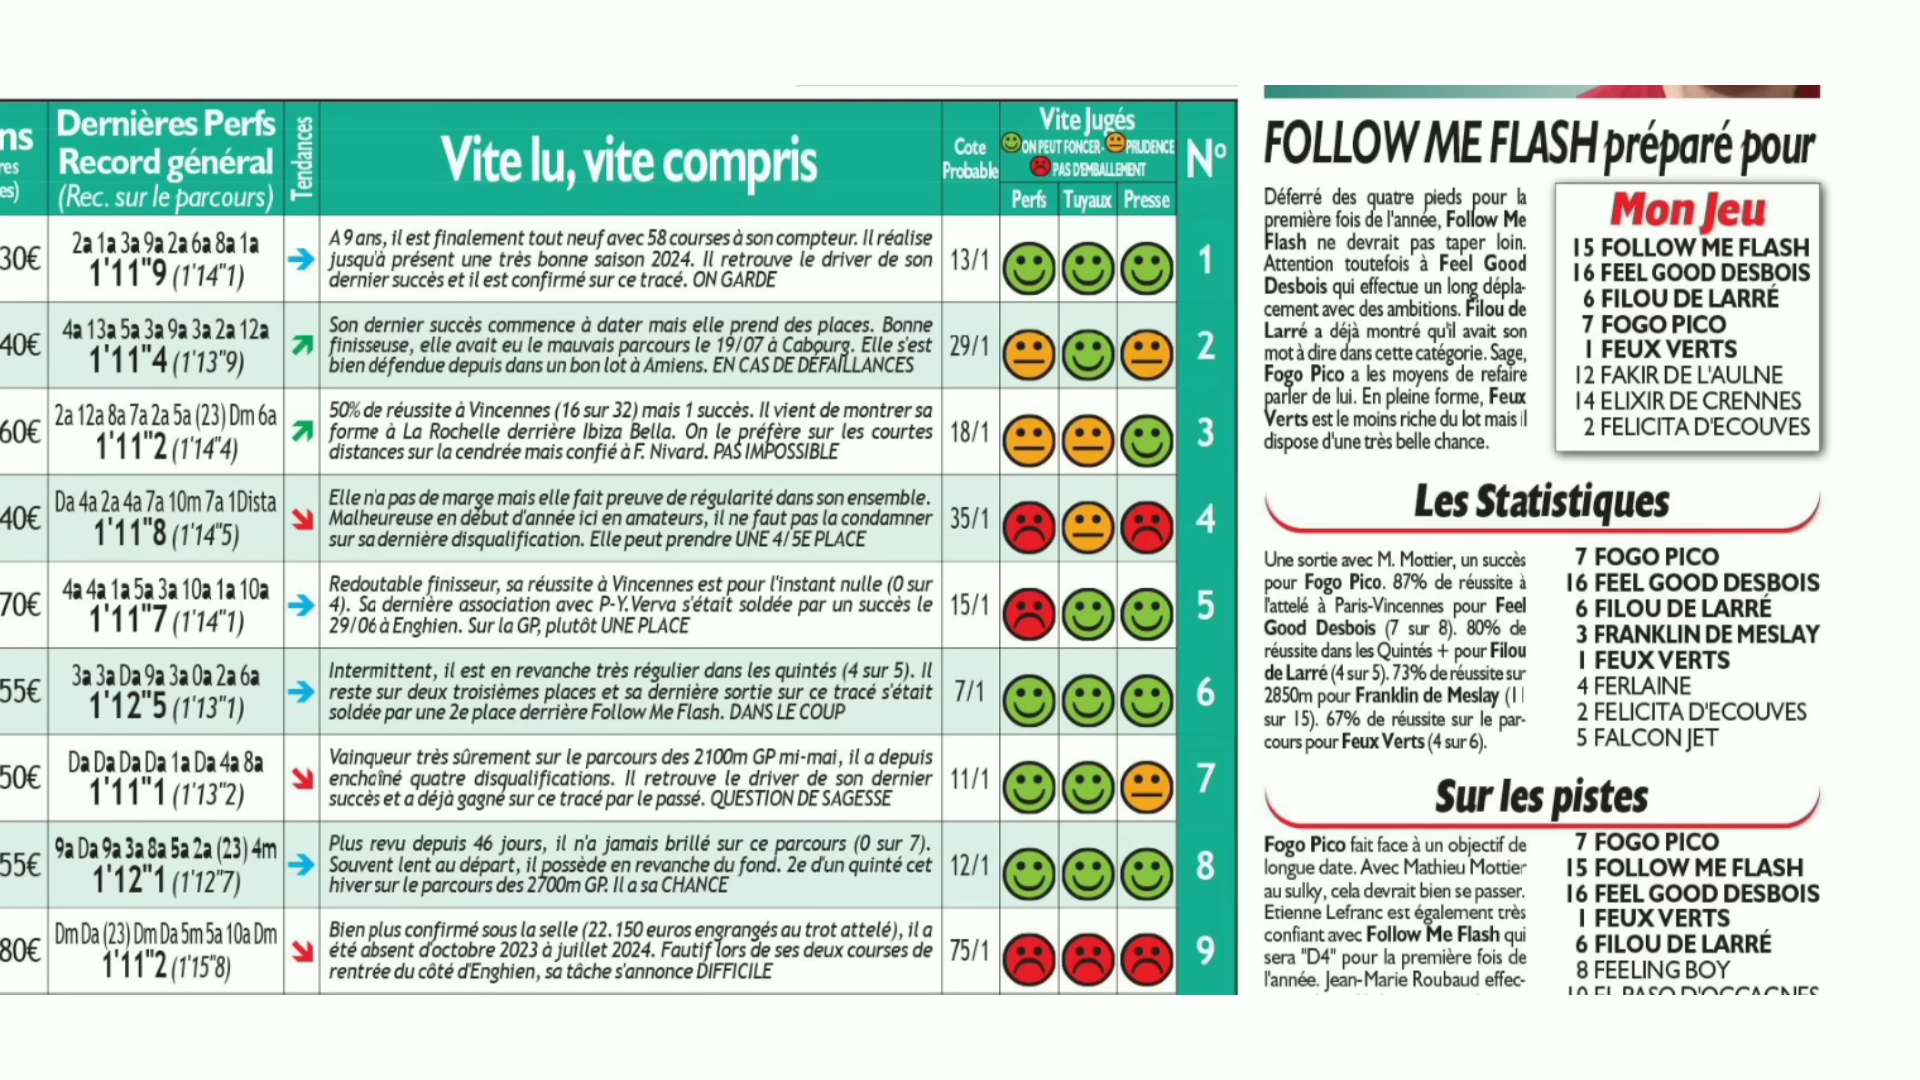 ns
res
es)
Dernières Perfs
Record général
(Rec. sur le parcours)
Tendances
Vite lu, vite compris
Cote
Probable
Vite Jugés
ON PEUT FONCER - PRUDENCE
PAS D'EMBALLEMENT
Perfs Tuyaux Presse
N°
30€
2a 1a 3a 9a 2a 6a 8a 1a
1'11"9 (1'14"1)
A 9 ans, il est finalement tout neuf avec 58 courses à son compteur. Il réalise
jusqu'à présent une très bonne saison 2024. Il retrouve le driver de son
dernier succès et il est confirmé sur ce tracé. ON GARDE
13/1
1
40€
4a 13a 5a 3a 9a 3a 2a 12a
1'11"4 (1'13"9)
Son dernier succès commence à dater mais elle prend des places. Bonne
finisseuse, elle avait eu le mauvais parcours le 19/07 à Cabourg. Elle s'est
bien défendue depuis dans un bon lot à Amiens. EN CAS DE DÉFAILLANCES
29/1
2
60€
2a 12a 8a 7a 2a 5a (23) Dm 6a
1'11"2 (1'14"4)
50% de réussite à Vincennes (16 sur 32) mais 1 succès. Il vient de montrer sa
forme à La Rochelle derrière Ibiza Bella. On le préfère sur les courtes
distances sur la cendrée mais confié à F. Nivard. PAS IMPOSSIBLE
18/1
3
40€
Da 4a 2a 4a 7a 10m 7a 1Dista
1'11"8 (1'14"5)
Elle n'a pas de marge mais elle fait preuve de régularité dans son ensemble.
Malheureuse en début d'année ici en amateurs, il ne faut pas la condamner
sur sa dernière disqualification. Elle peut prendre UNE 4/5E PLACE
35/1
4
70€
4a 4a 1a 5a 3a 10a 1a 10a
1'11"7 (1'14"1)
Redoutable finisseur, sa réussite à Vincennes est pour l'instant nulle (0 sur
4). Sa dernière association avec P-Y.Verva s'était soldée par un succès le
29/06 à Enghien. Sur la GP, plutôt UNE PLACE
15/1
5
55€
3a 3a Da 9a 3a 0a 2a 6a
1'12"5 (1'13"1)
Intermittent, il est en revanche très régulier dans les quintés (4 sur 5). Il
reste sur deux troisièmes places et sa dernière sortie sur ce tracé s'était
soldée par une 2e place derrière Follow Me Flash. DANS LE COUP
7/1
6
50€
Da Da Da Da 1a Da 4a 8a
1'11"1 (1'13"2)
Vainqueur très sûrement sur le parcours des 2100m GP mi-mai, il a depuis
enchaîné quatre disqualifications. Il retrouve le driver de son dernier
succès et a déjà gagné sur ce tracé par le passé. QUESTION DE SAGESSE
11/1
7
55€
9a Da 9a 3a 8a 5a 2a (23) 4m
1'12"1 (1'12"7)
Plus revu depuis 46 jours, il n'a jamais brillé sur ce parcours (0 sur 7).
Souvent lent au départ, il possède en revanche du fond. 2e d'un quinté cet
hiver sur le parcours des 2700m GP. Il a sa CHANCE
12/1
8
80€
Dm Da (23) Dm Da 5m 5a 10a Dm
1'11"2 (1'15"8)
Bien plus confirmé sous la selle (22.150 euros engrangés au trot attelé), il a
été absent d'octobre 2023 à juillet 2024. Fautif lors de ses deux courses de
rentrée du côté d'Enghien, sa tâche s'annonce DIFFICILE
75/1
9
FOLLOW ME FLASH préparé pour
Déferré des quatre pieds pour la
première fois de l'année, Follow Me
Flash ne devrait pas taper loin.
Attention toutefois à Feel Good
Desbois qui effectue un long dépla-
cement avec des ambitions. Filou de
Larré a déjà montré qu'il avait son
mot à dire dans cette catégorie. Sage,
Fogo Pico a les moyens de refaire
parler de lui. En pleine forme, Feux
Verts est le moins riche du lot mais il
dispose d'une très belle chance.
Mon Jeu
15 FOLLOW ME FLASH
16 FEEL GOOD DESBOIS
6 FILOU DE LARRÉ
7 FOGO PICO
1 FEUX VERTS
12 FAKIR DE L'AULNE
14 ELIXIR DE CRENNES
2 FELICITA D'ECOUVES
Les Statistiques
Une sortie avec M. Mottier, un succès
pour Fogo Pico. 87% de réussite à
l'attelé à Paris-Vincennes pour Feel
Good Desbois (7 sur 8). 80% de
réussite dans les Quintés + pour Filou
de Larré (4 sur 5). 73% de réussite sur
2850m pour Franklin de Meslay (11
sur 15). 67% de réussite sur le par-
cours pour Feux Verts (4 sur 6).
7 FOGO PICO
16 FEEL GOOD DESBOIS
6 FILOU DE LARRÉ
3 FRANKLIN DE MESLAY
1 FEUX VERTS
4 FERLAINE
2 FELICITA D'ECOUVES
5 FALCON JET
Sur les pistes
Fogo Pico fait face à un objectif de
longue date. Avec Mathieu Mottier
au sulky, cela devrait bien se passer.
Etienne Lefranc est également très
confiant avec Follow Me Flash qui
sera "D4" pour la première fois de
l'année. Jean-Marie Roubaud effec-
7 FOGO PICO
15 FOLLOW ME FLASH
16 FEEL GOOD DESBOIS
1 FEUX VERTS
6 FILOU DE LARRÉ
8 FEELING BOY
10 EL PASO D'OCCAGNES